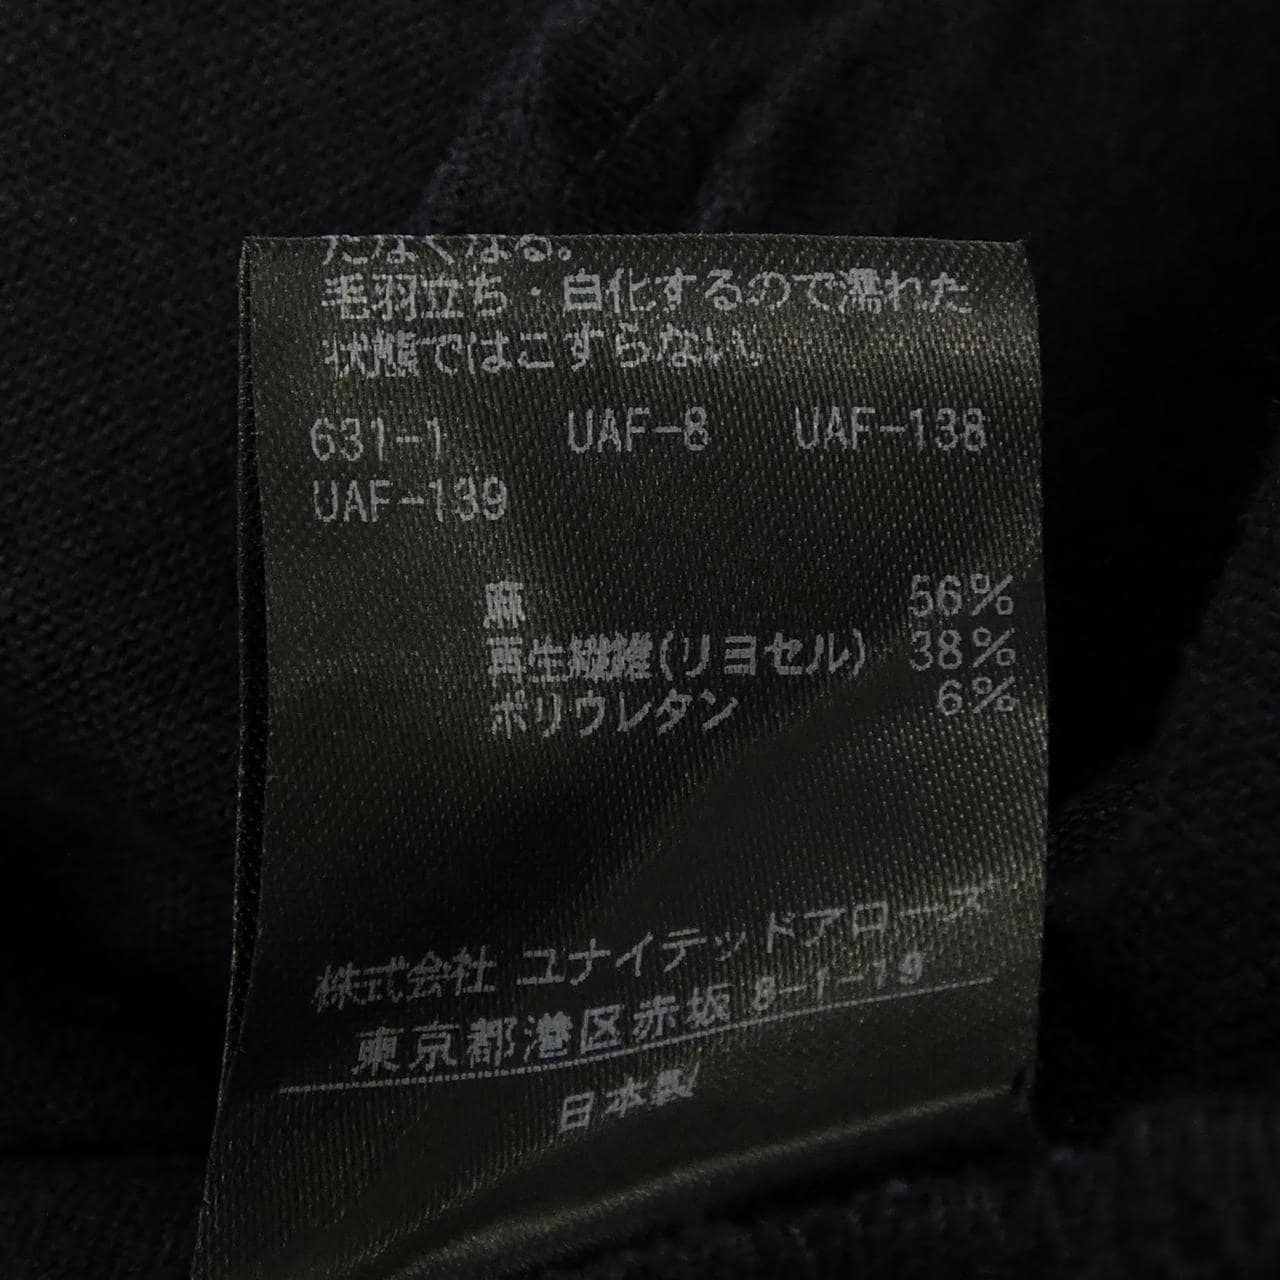 たなくなる。
毛羽立ち・白化するので濡れた
状態ではこすらない。
631-1 UAF-8 UAF-138
UAF-139
麻 56%
再生繊維(リヨセル) 38%
ポリウレタン 6%
株式会社 ユナイテッドアローズ
東京都港区赤坂 8-1-19
日本製